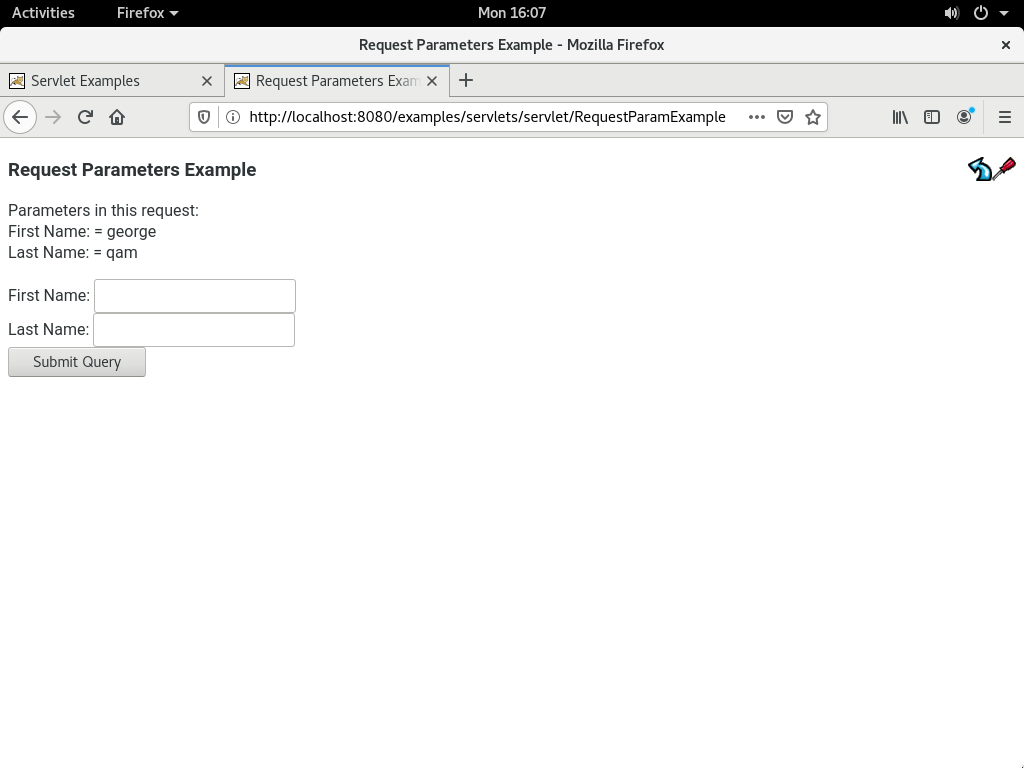 Activities Firefox Mon 16:07
Request Parameters Example - Mozilla Firefox
Servlet Examples Request Parameters Exam
http://localhost:8080/examples/servlets/servlet/RequestParamExample
Request Parameters Example
Parameters in this request:
First Name: = george
Last Name: = qam
First Name:
Last Name:
Submit Query